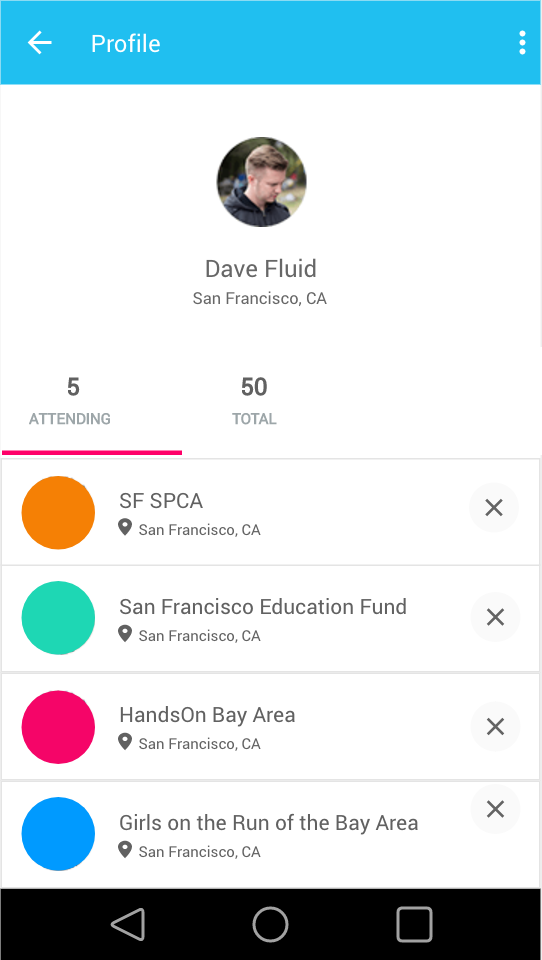 Profile
Dave Fluid
San Francisco, CA
5
ATTENDING
50
TOTAL
SF SPCA
San Francisco, CA
San Francisco Education Fund
San Francisco, CA
HandsOn Bay Area
San Francisco, CA
Girls on the Run of the Bay Area
San Francisco, CA